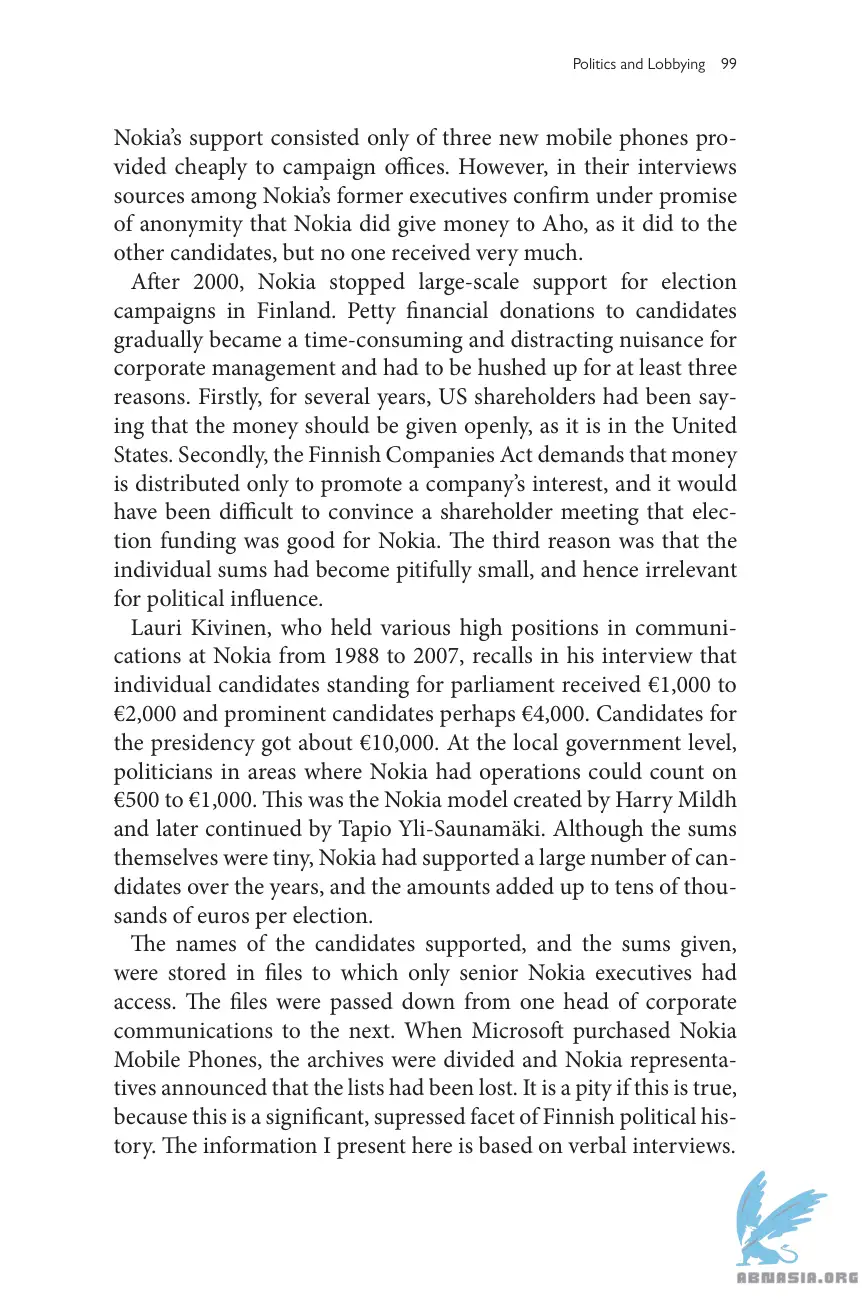 Politics and Lobbying 99
Nokia’s support consisted only of three new mobile phones pro-
vided cheaply to campaign offices. However, in their interviews
sources among Nokia’s former executives confirm under promise
of anonymity that Nokia did give money to Aho, as it did to the
other candidates, but no one received very much.
After 2000, Nokia stopped large-scale support for election
campaigns in Finland. Petty financial donations to candidates
gradually became a time-consuming and distracting nuisance for
corporate management and had to be hushed up for at least three
reasons. Firstly, for several years, US shareholders had been say-
ing that the money should be given openly, as it is in the United
States. Secondly, the Finnish Companies Act demands that money
is distributed only to promote a company’s interest, and it would
have been difficult to convince a shareholder meeting that elec-
tion funding was good for Nokia. The third reason was that the
individual sums had become pitifully small, and hence irrelevant
for political influence.
Lauri Kivinen, who held various high positions in communi-
cations at Nokia from 1988 to 2007, recalls in his interview that
individual candidates standing for parliament received €1,000 to
€2,000 and prominent candidates perhaps €4,000. Candidates for
the presidency got about €10,000. At the local government level,
politicians in areas where Nokia had operations could count on
€500 to €1,000. This was the Nokia model created by Harry Mildh
and later continued by Tapio Yli-Saunamäki. Although the sums
themselves were tiny, Nokia had supported a large number of can-
didates over the years, and the amounts added up to tens of thou-
sands of euros per election.
The names of the candidates supported, and the sums given,
were stored in files to which only senior Nokia executives had
access. The files were passed down from one head of corporate
communications to the next. When Microsoft purchased Nokia
Mobile Phones, the archives were divided and Nokia representa-
tives announced that the lists had been lost. It is a pity if this is true,
because this is a significant, supressed facet of Finnish political his-
tory. The information I present here is based on verbal interviews.
ABNASIA.ORG